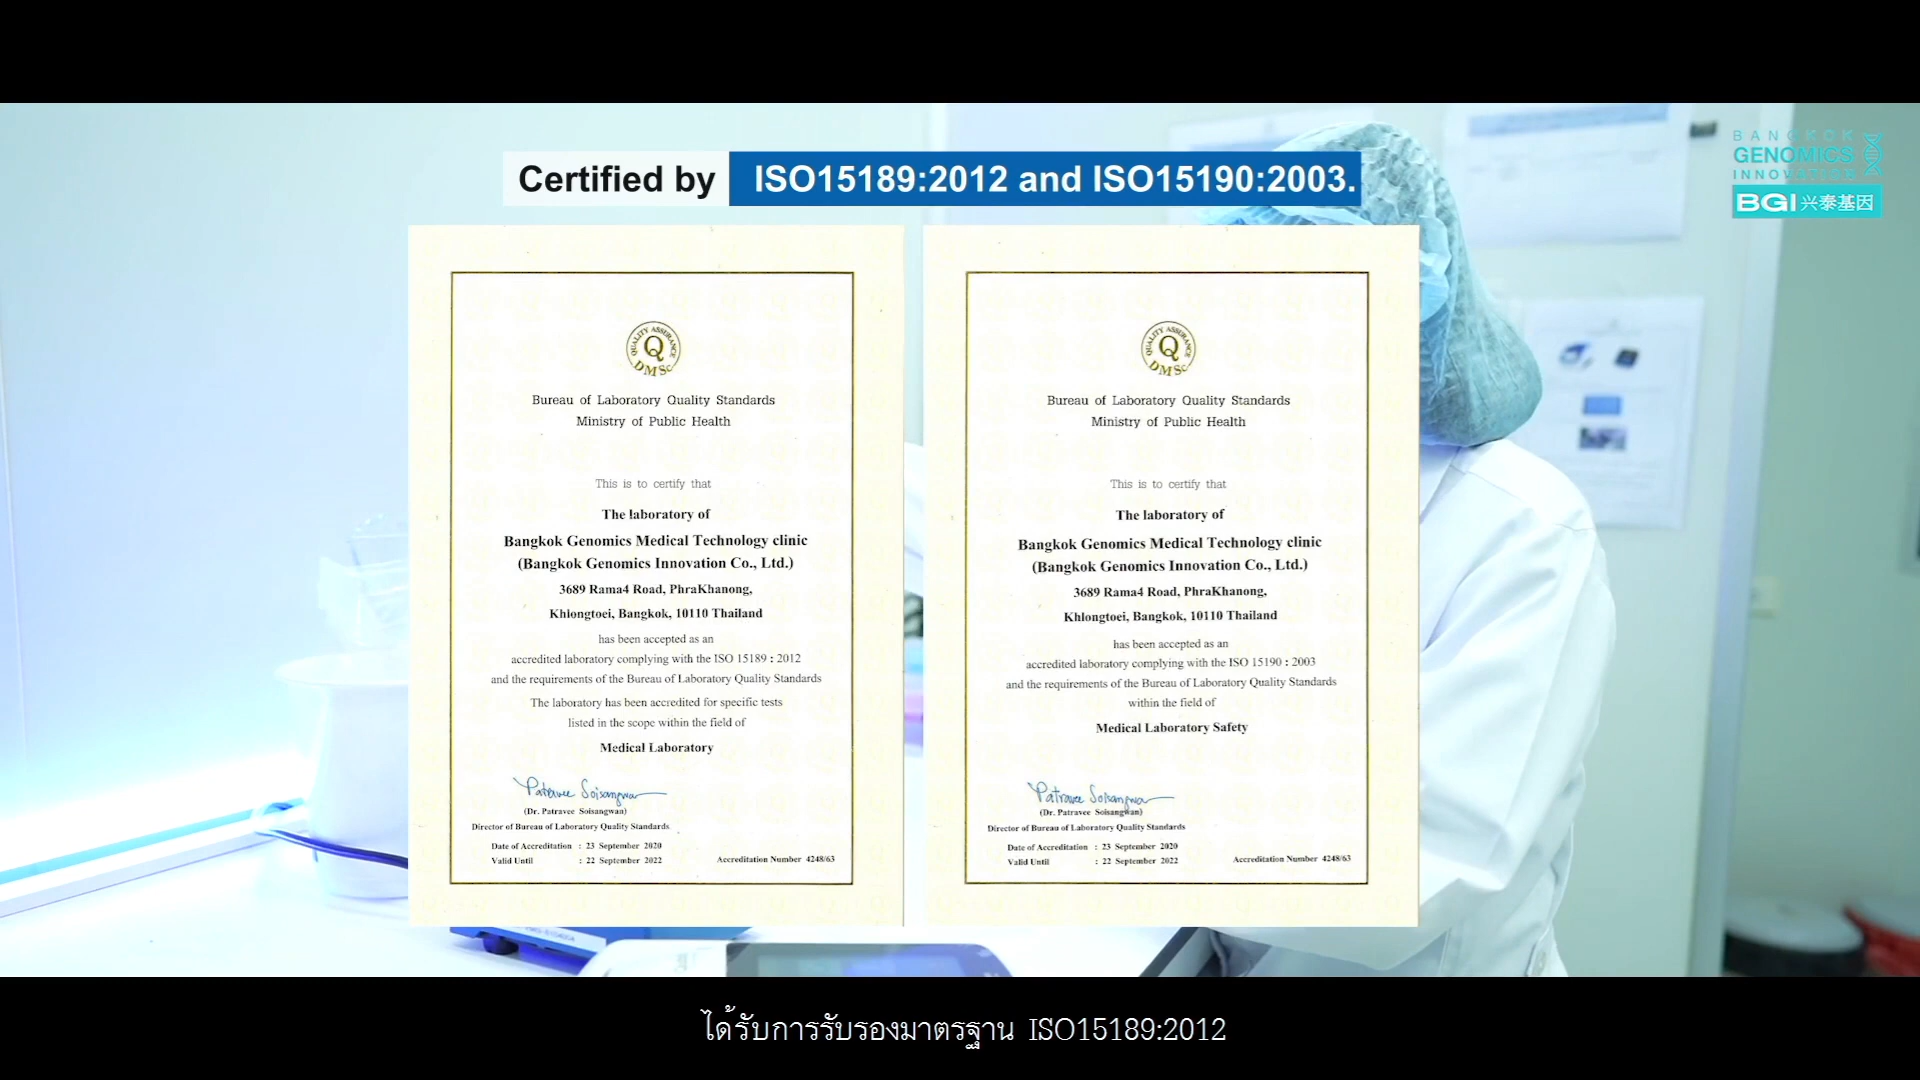 Certified by ISO15189:2012 and ISO15190:2003.
BANGKOK
GENOMICS
INNOVATION
BGI 兴泰基因
QUALITY ASSURANCE
Q
DMSc
Bureau of Laboratory Quality Standards
Ministry of Public Health
This is to certify that
The laboratory of
Bangkok Genomics Medical Technology clinic
(Bangkok Genomics Innovation Co., Ltd.)
3689 Rama4 Road, PhraKhanong,
Khlongtoei, Bangkok, 10110 Thailand
has been accepted as an
accredited laboratory complying with the ISO 15189 : 2012
and the requirements of the Bureau of Laboratory Quality Standards
The laboratory has been accredited for specific tests
listed in the scope within the field of
Medical Laboratory
Patravee Soisangwan
(Dr. Patravee Soisangwan)
Director of Bureau of Laboratory Quality Standards
Date of Accreditation : 23 September 2020
Valid Until : 22 September 2022
Accreditation Number 4248/63
QUALITY ASSURANCE
Q
DMSc
Bureau of Laboratory Quality Standards
Ministry of Public Health
This is to certify that
The laboratory of
Bangkok Genomics Medical Technology clinic
(Bangkok Genomics Innovation Co., Ltd.)
3689 Rama4 Road, PhraKhanong,
Khlongtoei, Bangkok, 10110 Thailand
has been accepted as an
accredited laboratory complying with the ISO 15190 : 2003
and the requirements of the Bureau of Laboratory Quality Standards
within the field of
Medical Laboratory Safety
Patravee Soisangwan
(Dr. Patravee Soisangwan)
Director of Bureau of Laboratory Quality Standards
Date of Accreditation : 23 September 2020
Valid Until : 22 September 2022
Accreditation Number 4248/63
ได้รับการรับรองมาตรฐาน ISO15189:2012